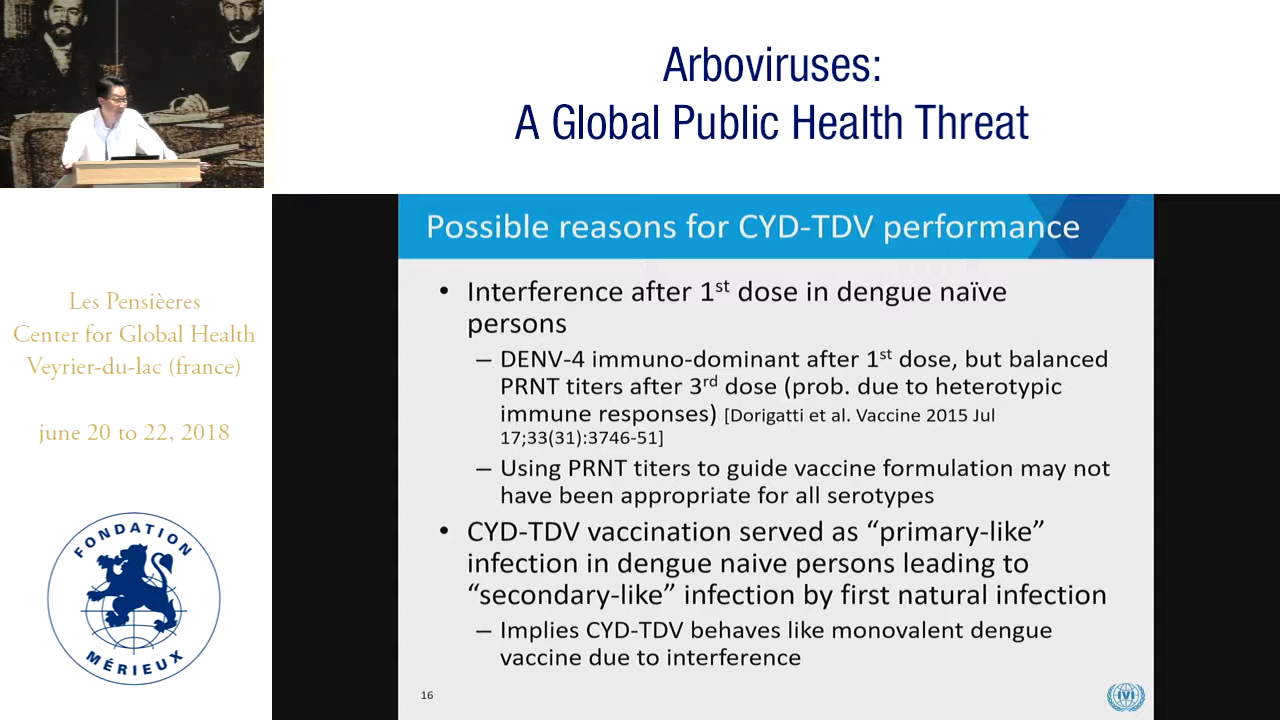 Arboviruses:
A Global Public Health Threat
Les Pensièeres
Center for Global Health
Veyrier-du-lac (france)
june 20 to 22, 2018
FONDATION
MÉRIEUX
Possible reasons for CYD-TDV performance
• Interference after 1st dose in dengue naïve
persons
– DENV-4 immuno-dominant after 1st dose, but balanced
PRNT titers after 3rd dose (prob. due to heterotypic
immune responses) [Dorigatti et al. Vaccine 2015 Jul
17;33(31):3746-51]
– Using PRNT titers to guide vaccine formulation may not
have been appropriate for all serotypes
• CYD-TDV vaccination served as “primary-like”
infection in dengue naive persons leading to
“secondary-like” infection by first natural infection
– Implies CYD-TDV behaves like monovalent dengue
vaccine due to interference
16
IVI